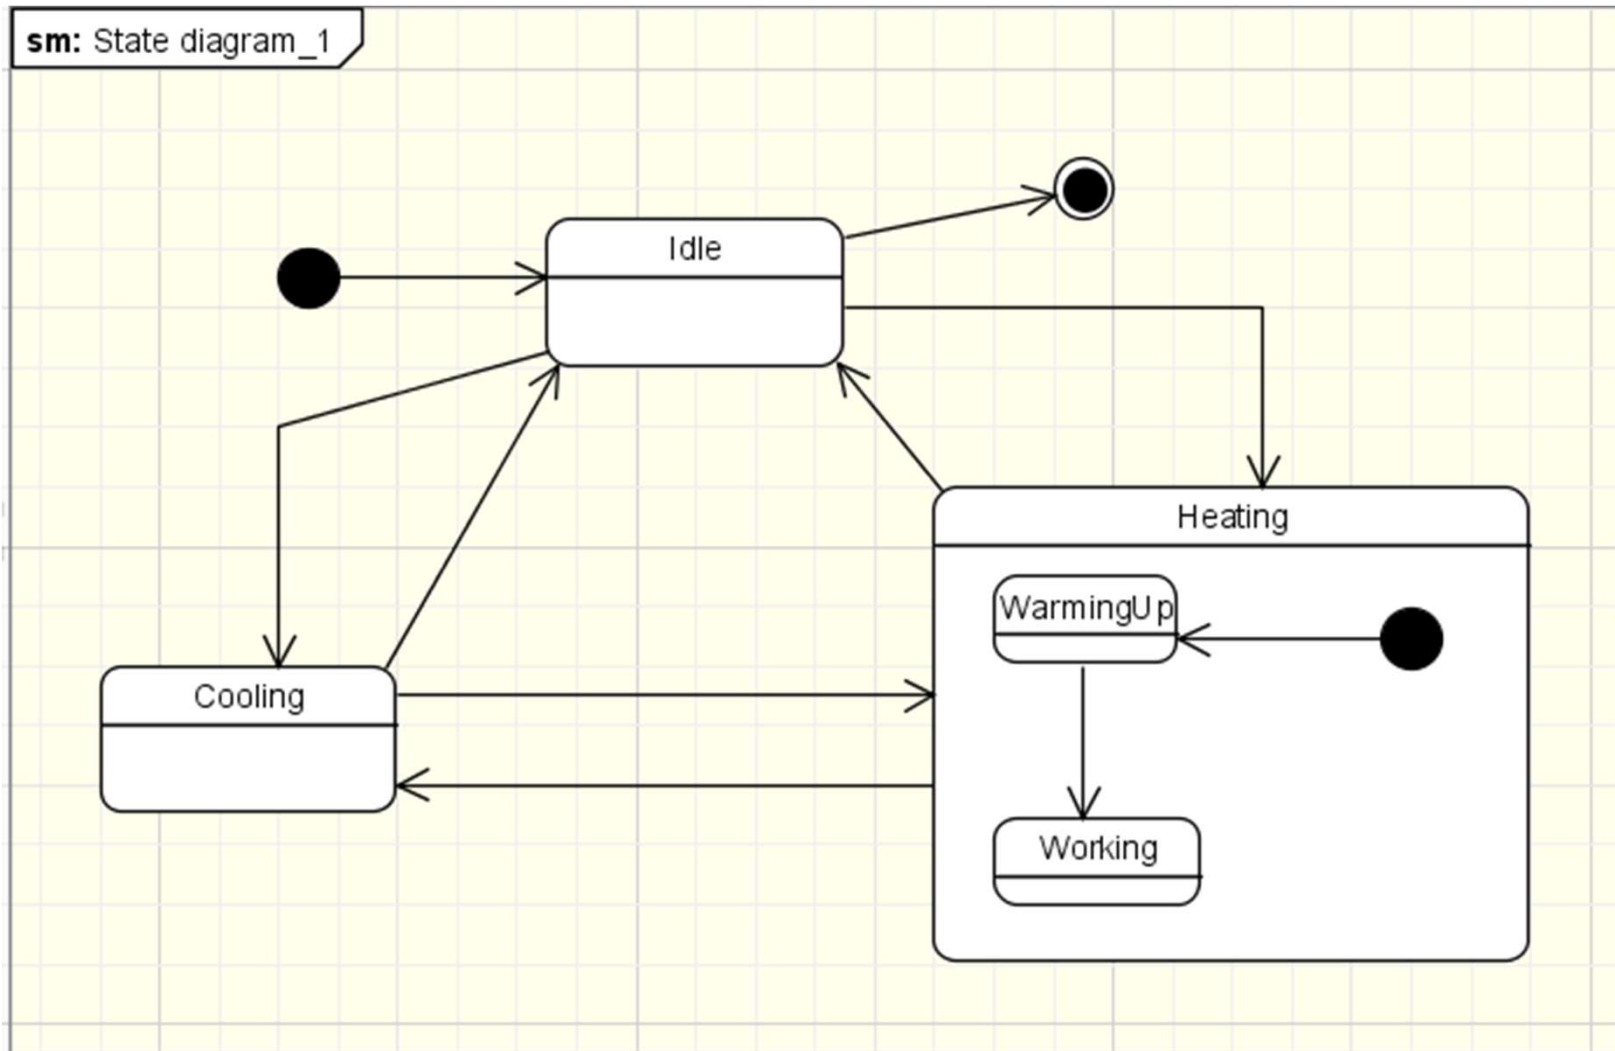 sm: State diagram_1
Idle
Heating
WarmingUp
Cooling
Working